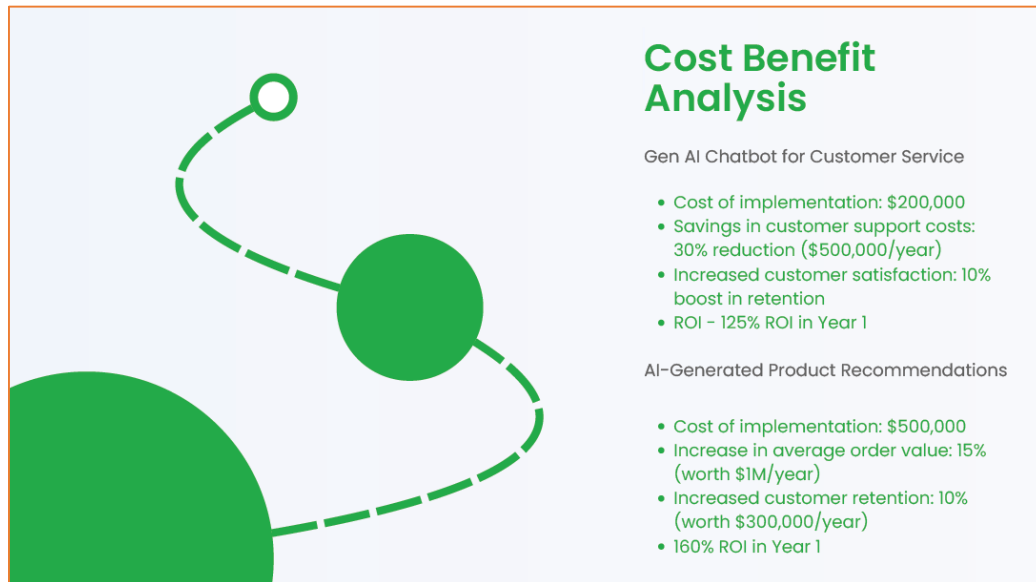 Cost Benefit
Analysis
Gen AI Chatbot for Customer Service
• Cost of implementation: $200,000
• Savings in customer support costs:
30% reduction ($500,000/year)
• Increased customer satisfaction: 10%
boost in retention
• ROI - 125% ROI in Year 1
AI-Generated Product Recommendations
• Cost of implementation: $500,000
• Increase in average order value: 15%
(worth $1M/year)
• Increased customer retention: 10%
(worth $300,000/year)
• 160% ROI in Year 1